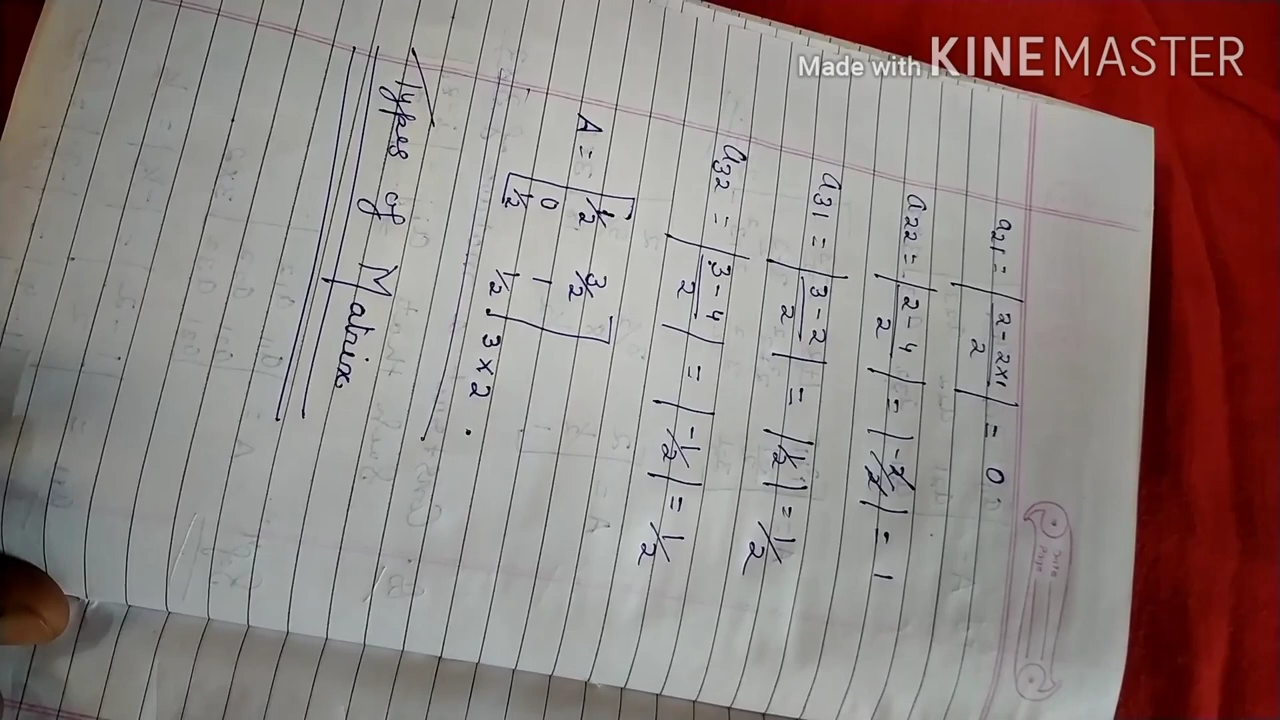 Made with KINEMASTER
a21 = | 2 - 2×1 / 2 | = 0
a22 = | 2 - 4 / 2 | = | -2/2 | = 1
a31 = | 3 - 2 / 2 | = | 1/2 | = 1/2
a32 = | 3 - 4 / 2 | = | -1/2 | = 1/2
A = [ 1/2 3/2
0 1
1/2 1/2 ] 3 × 2 .
Types of Matrix